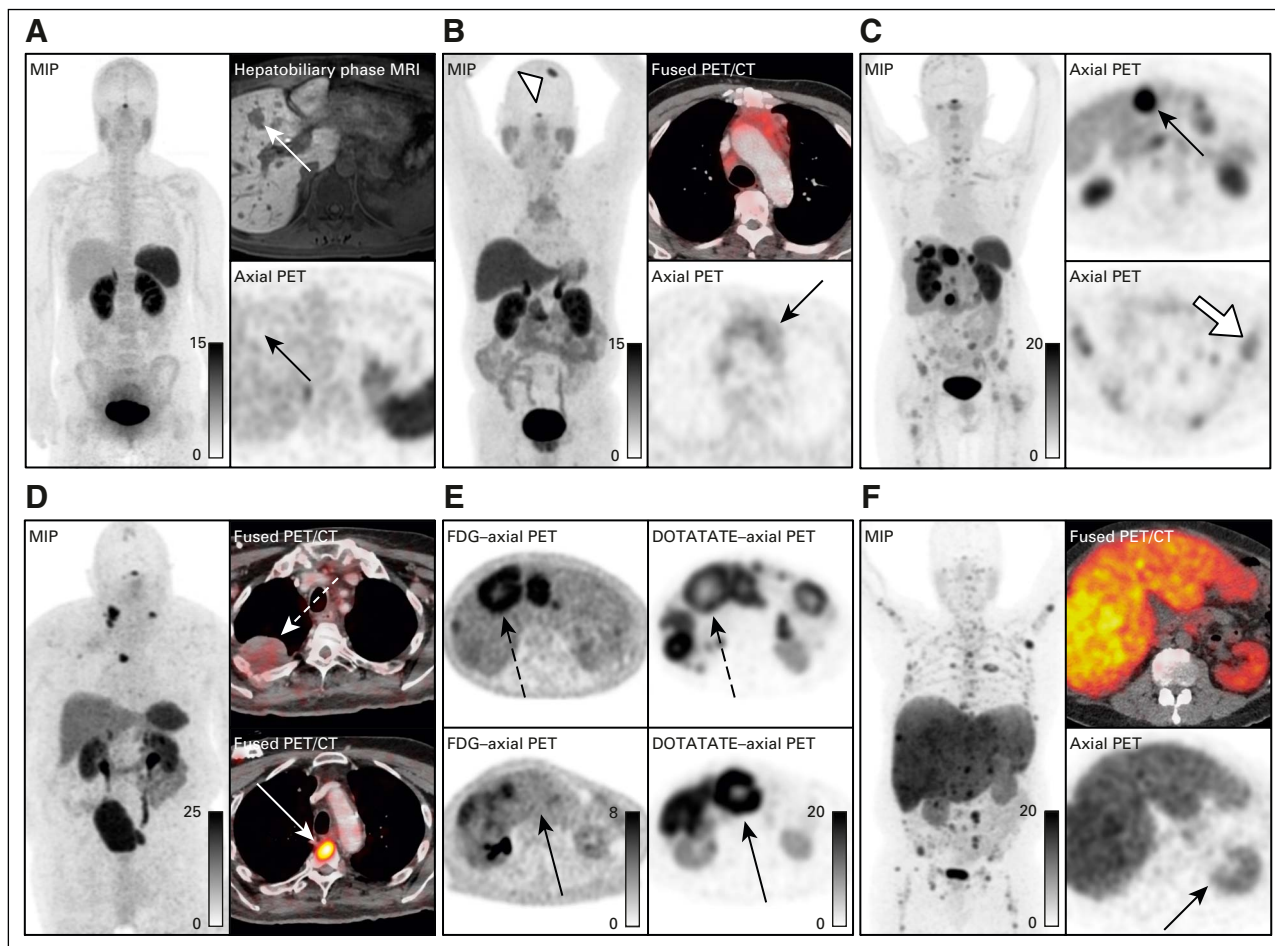 A
MIP
Hepatobiliary phase MRI
Axial PET
15
0
B
MIP
Fused PET/CT
Axial PET
15
0
C
MIP
Axial PET
Axial PET
20
0
D
MIP
Fused PET/CT
Fused PET/CT
25
0
E
FDG–axial PET
DOTATATE–axial PET
FDG–axial PET
DOTATATE–axial PET
8
0
20
0
F
MIP
Fused PET/CT
Axial PET
20
0